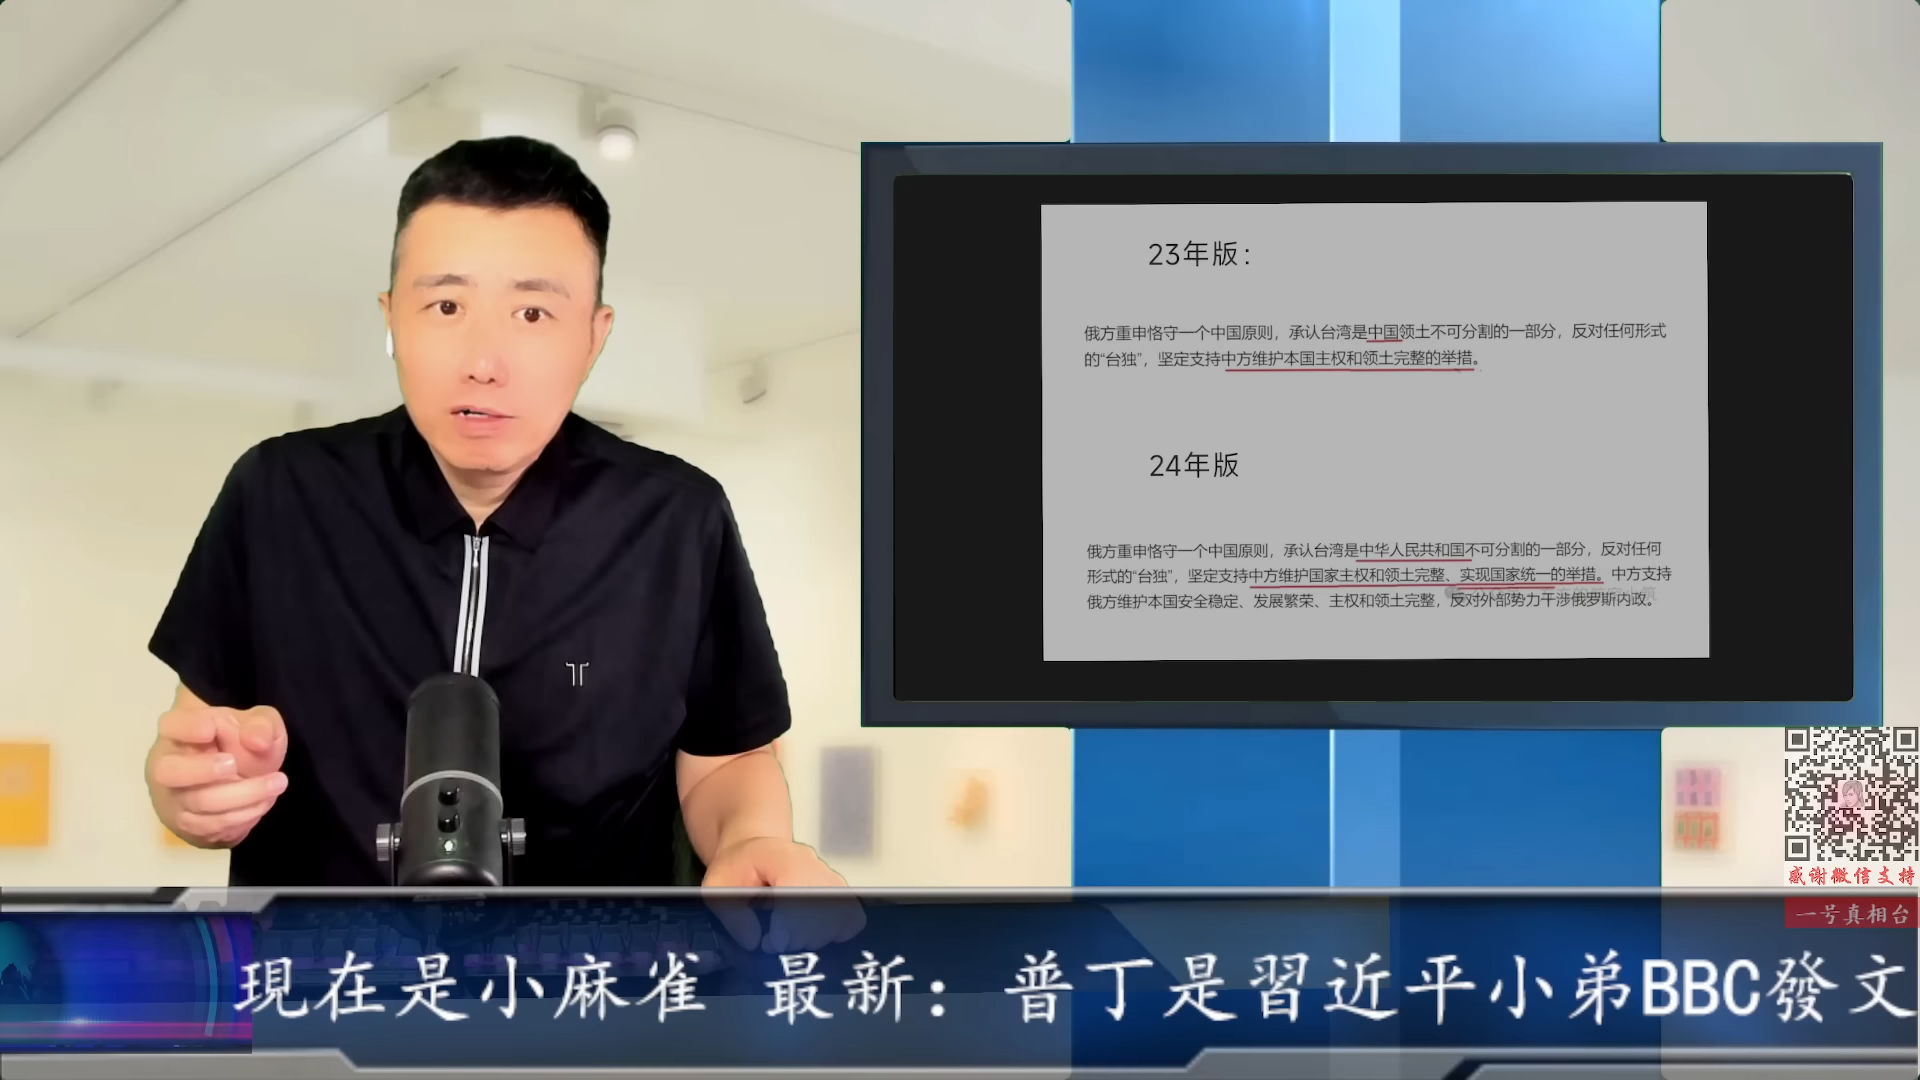 23年版：
俄方重申恪守一个中国原则，承认台湾是中国领土不可分割的一部分，反对任何形式
的“台独”，坚定支持中方维护本国主权和领土完整的举措。
24年版
俄方重申恪守一个中国原则，承认台湾是中华人民共和国不可分割的一部分，反对任何
形式的“台独”，坚定支持中方维护国家主权和领土完整、实现国家统一的举措。中方支持
俄方维护本国安全稳定、发展繁荣、主权和领土完整，反对外部势力干涉俄罗斯内政。
感谢微信支持
一号真相台
現在是小麻雀 最新：普丁是習近平小弟BBC發文